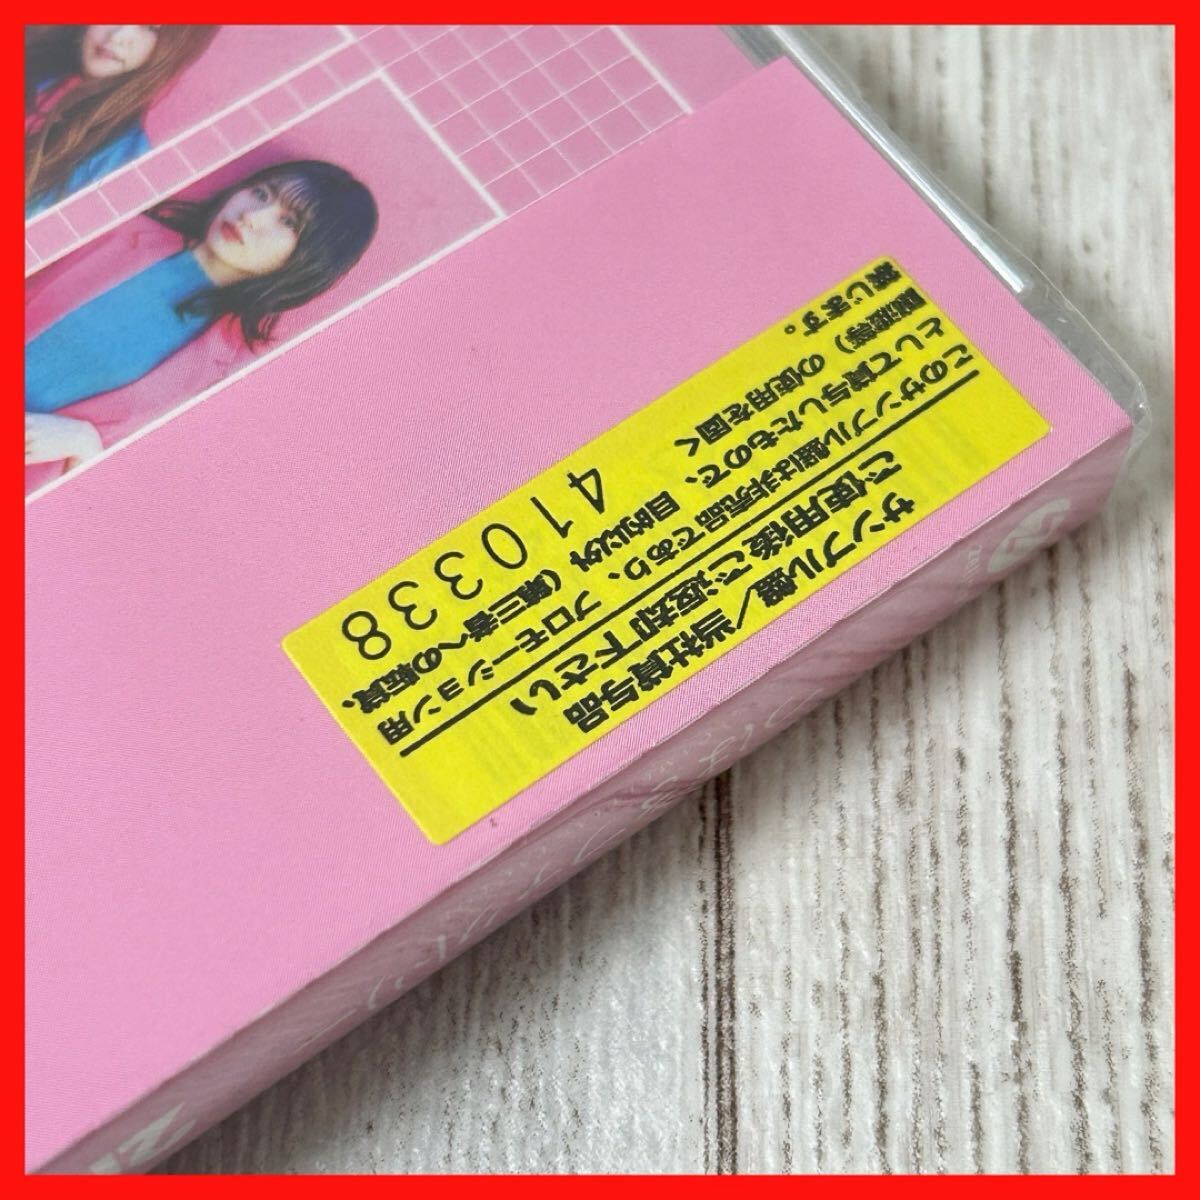 サンプル盤／当社貸与品
ご使用後ご返却下さい
このサンプル盤は非売品であり、プロモーション用
として貸与したもので、目的以外（第三者への転貸、
譲渡等）の使用を固く
禁じます。
410338